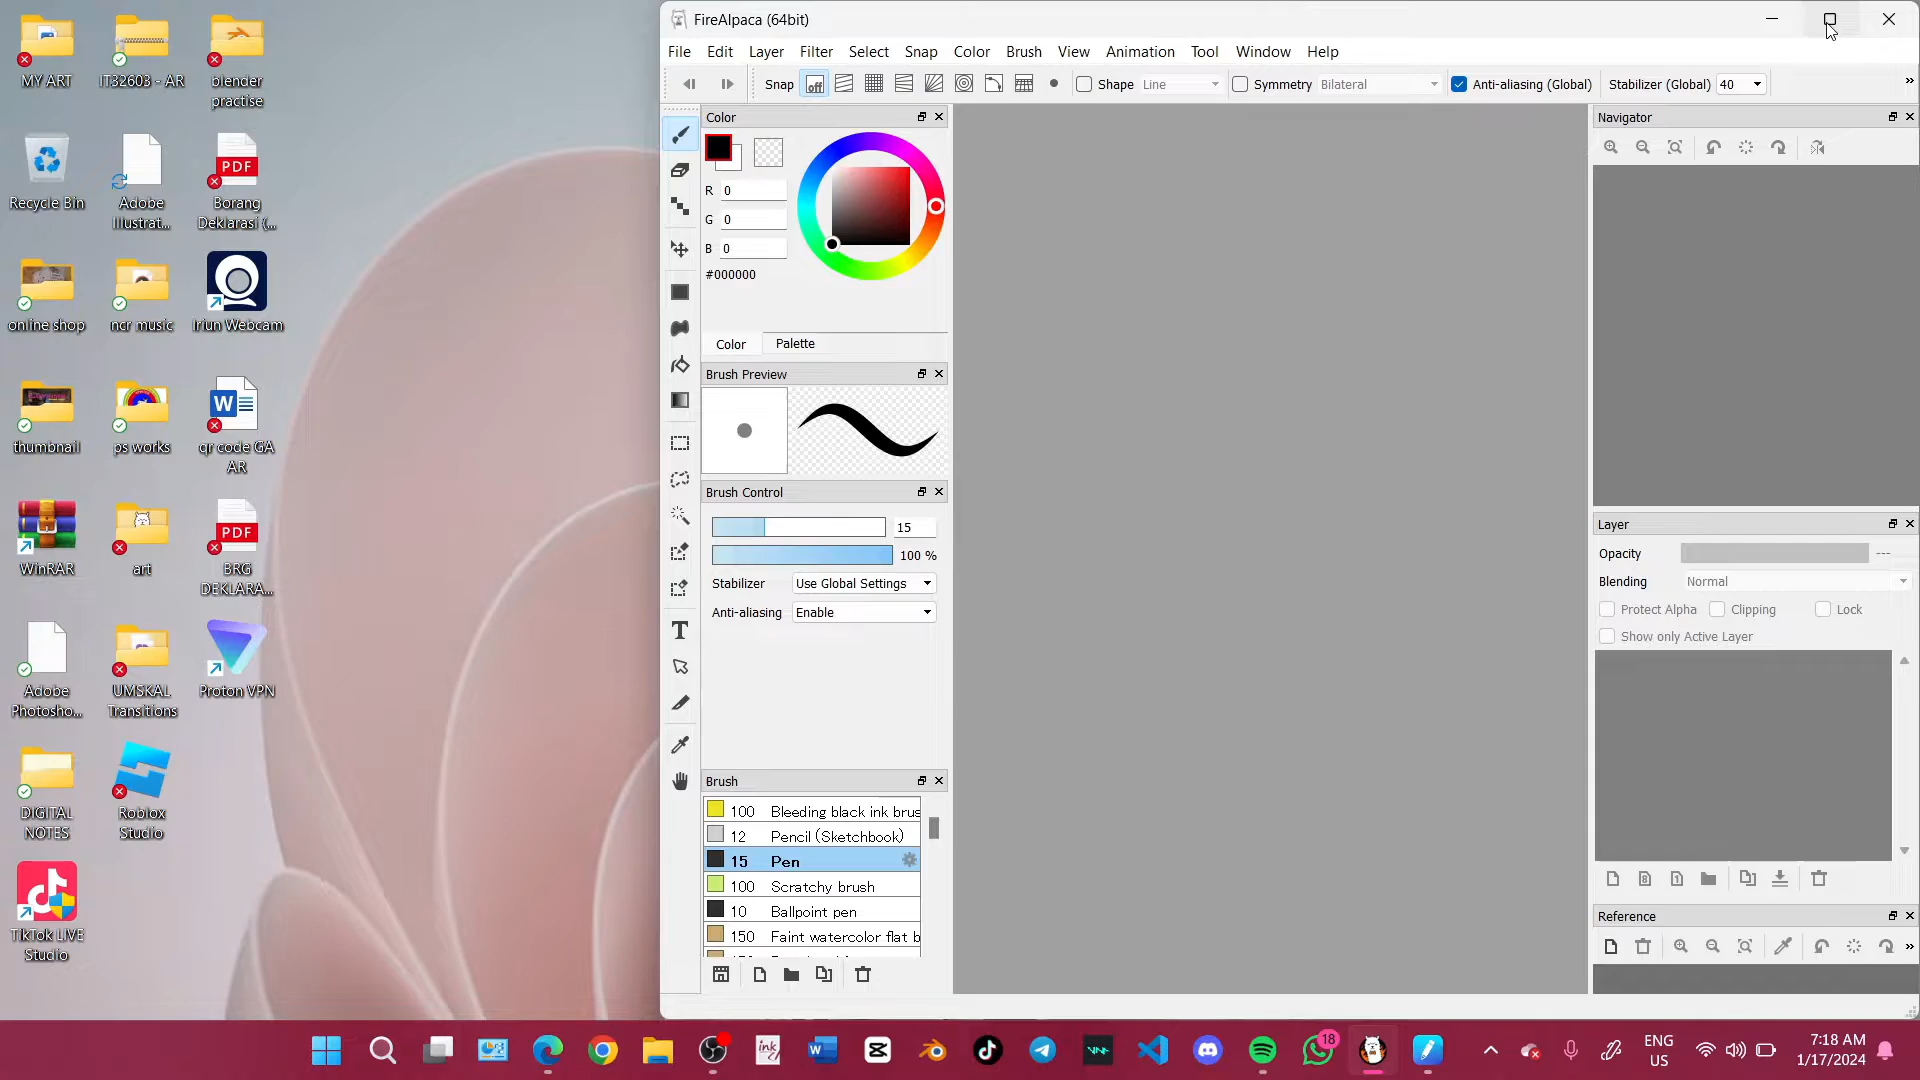 MY ART
IT32603 - AR
blender
practise
Recycle Bin
Adobe
Illustrat...
Borang
Deklarasi (...
online shop
ncr music
Iriun Webcam
thumbnail
ps works
qr code GA
AR
WinRAR
art
BRG
DEKLARA...
Adobe
Photosho...
UMSKAL
Transitions
Proton VPN
DIGITAL
NOTES
Roblox
Studio
TikTok LIVE
Studio
PDF
PDF
W
FireAlpaca (64bit)
File Edit Layer Filter Select Snap Color Brush View Animation Tool Window Help
Snap off Shape Line Symmetry Bilateral Anti-aliasing (Global) Stabilizer (Global) 40
Color
R 0
G 0
B 0
#000000
Color Palette
Brush Preview
Brush Control
15
100 %
Stabilizer Use Global Settings
Anti-aliasing Enable
Brush
100 Bleeding black ink brus
12 Pencil (Sketchbook)
15 Pen
100 Scratchy brush
10 Ballpoint pen
150 Faint watercolor flat b
Navigator
Layer
Opacity ---
Blending Normal
Protect Alpha Clipping Lock
Show only Active Layer
8 1
Reference
ink W 18
ENG
US
7:18 AM
1/17/2024